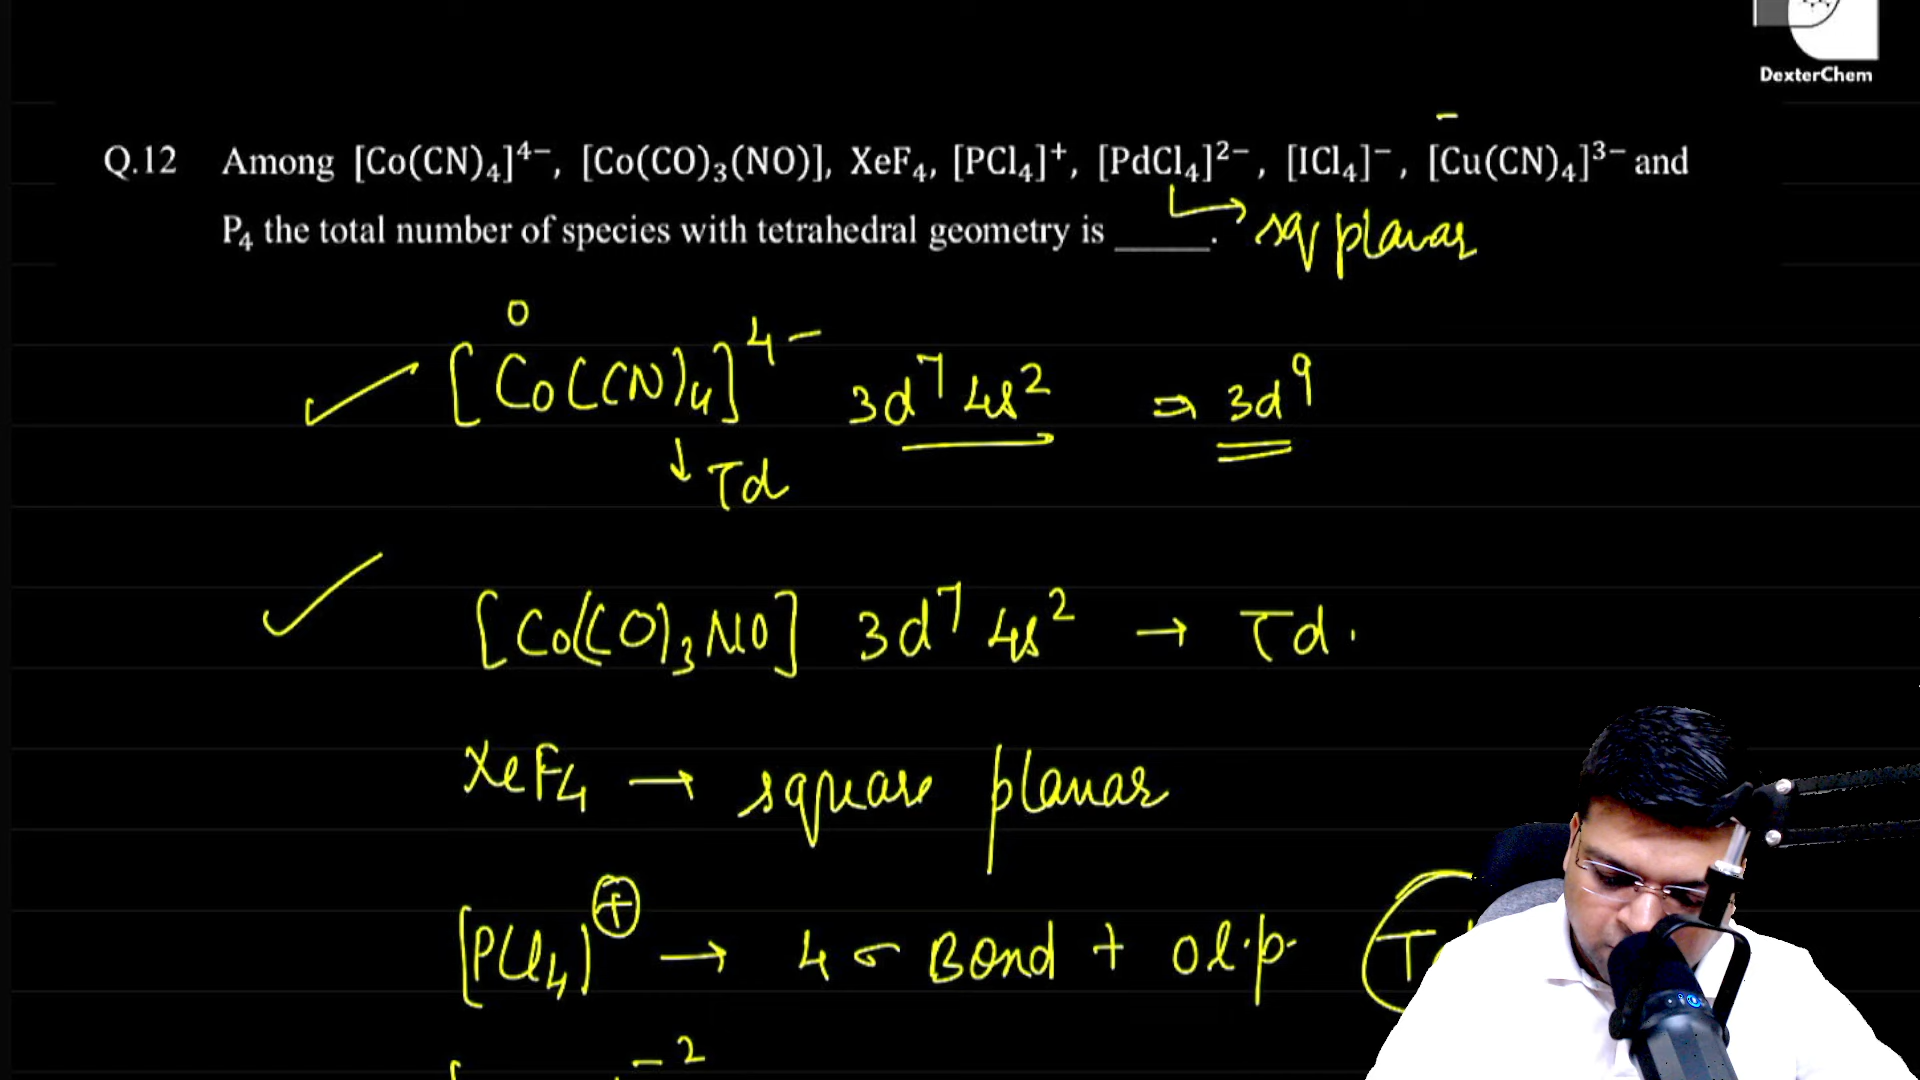 DexterChem
Q.12 Among [Co(CN)₄]⁴⁻, [Co(CO)₃(NO)], XeF₄, [PCl₄]⁺, [PdCl₄]²⁻, [ICl₄]⁻, [Cu(CN)₄]³⁻ and
P₄ the total number of species with tetrahedral geometry is ______.
→ sq planar
0
✓ [Co(CN)₄]⁴⁻ 3d⁷ 4s² ⇒ 3d⁹
↓ Td
✓ [Co(CO)₃NO] 3d⁷ 4s² → Td.
XeF₄ → square planar
[PCl₄]⊕ → 4 σ Bond + 0 l.p.
– 2